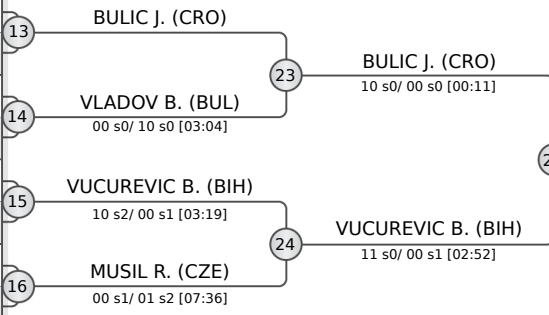 13
BULIC J. (CRO)
23
BULIC J. (CRO)
10 s0/ 00 s0 [00:11]
14
VLADOV B. (BUL)
00 s0/ 10 s0 [03:04]
15
VUCUREVIC B. (BIH)
10 s2/ 00 s1 [03:19]
24
VUCUREVIC B. (BIH)
11 s0/ 00 s1 [02:52]
16
MUSIL R. (CZE)
00 s1/ 01 s2 [07:36]